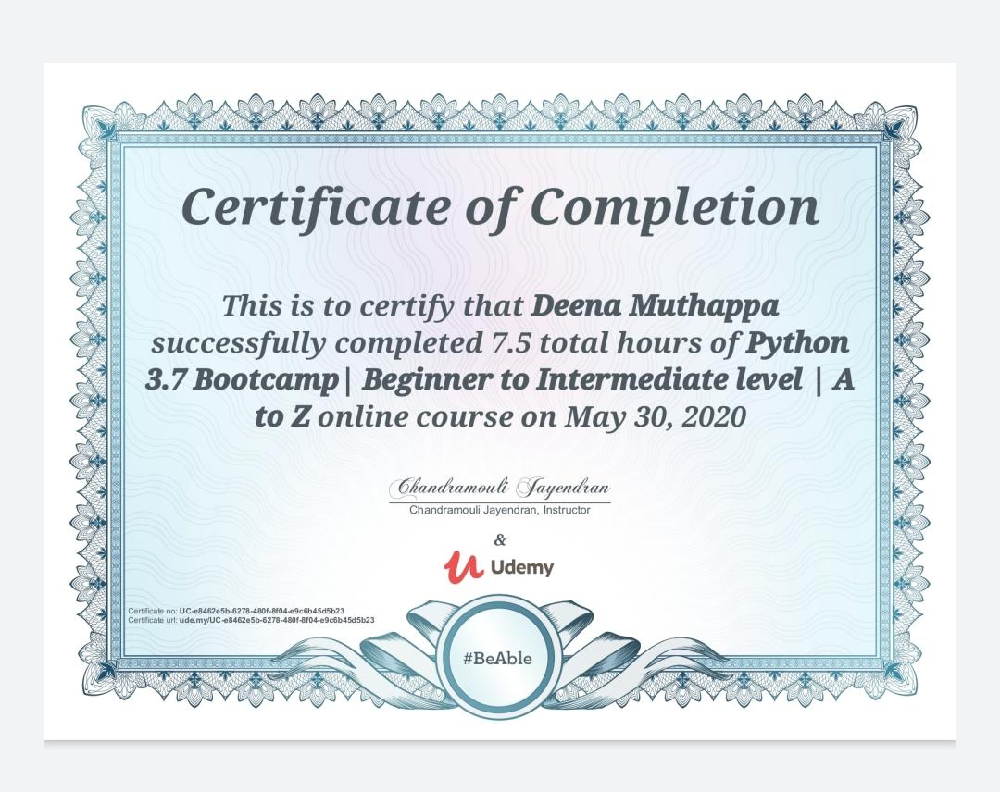 Certificate of Completion
This is to certify that Deena Muthappa
successfully completed 7.5 total hours of Python
3.7 Bootcamp| Beginner to Intermediate level | A
to Z online course on May 30, 2020
Chandramouli Jayendran
Chandramouli Jayendran, Instructor
&
Udemy
Certificate no: UC-e8462e5b-6278-480f-8f04-e9c6b45d5b23
Certificate url: ude.my/UC-e8462e5b-6278-480f-8f04-e9c6b45d5b23
#BeAble